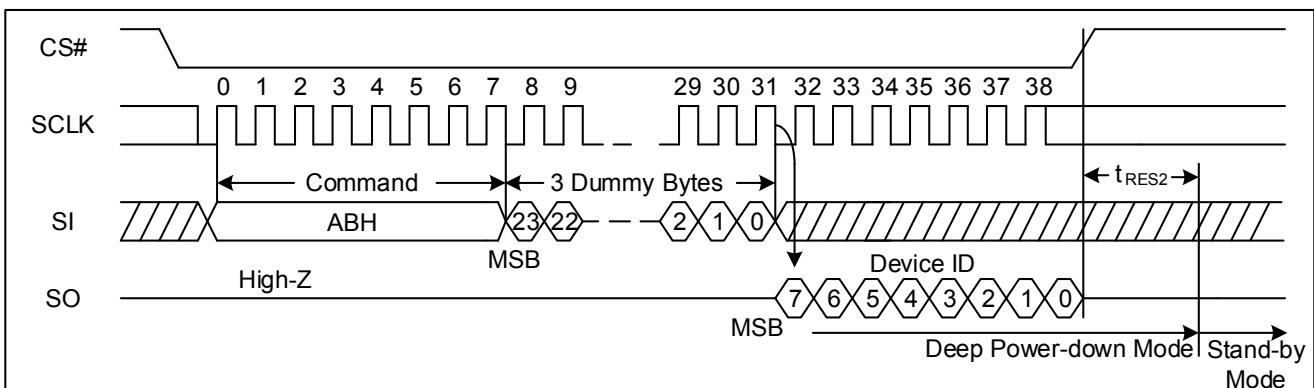 CS#
0 1 2 3 4 5 6 7 8 9 29 30 31 32 33 34 35 36 37 38
SCLK
Command 3 Dummy Bytes tRES2
SI ABH 23 22 2 1 0
MSB Device ID
High-Z
SO 7 6 5 4 3 2 1 0
MSB
Deep Power-down Mode Stand-by
Mode